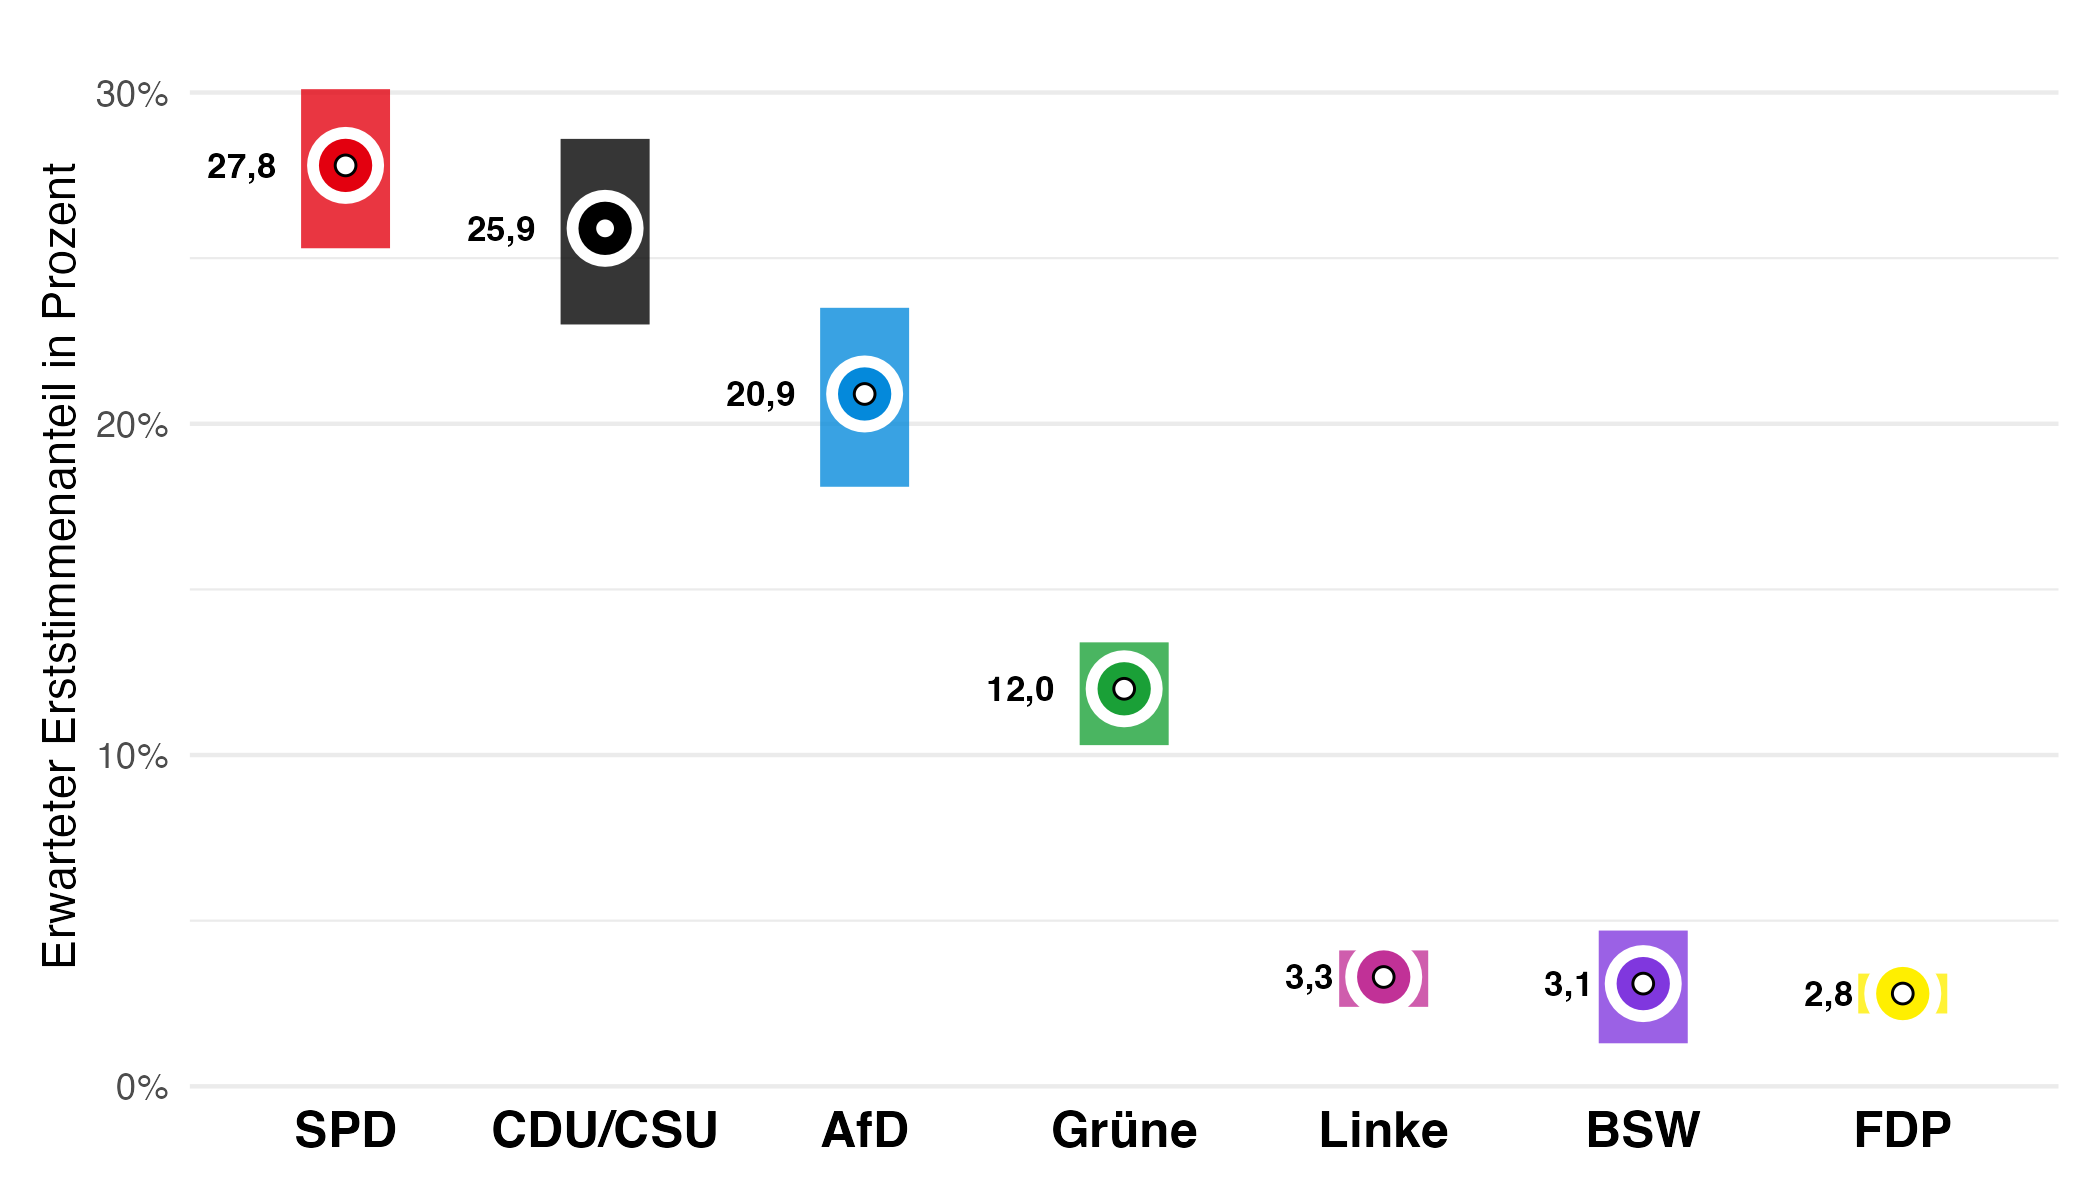 Erwarteter Erststimmenanteil in Prozent
30%
20%
10%
0%
27,8
25,9
20,9
12,0
3,3
3,1
2,8
SPD
CDU/CSU
AfD
Grüne
Linke
BSW
FDP